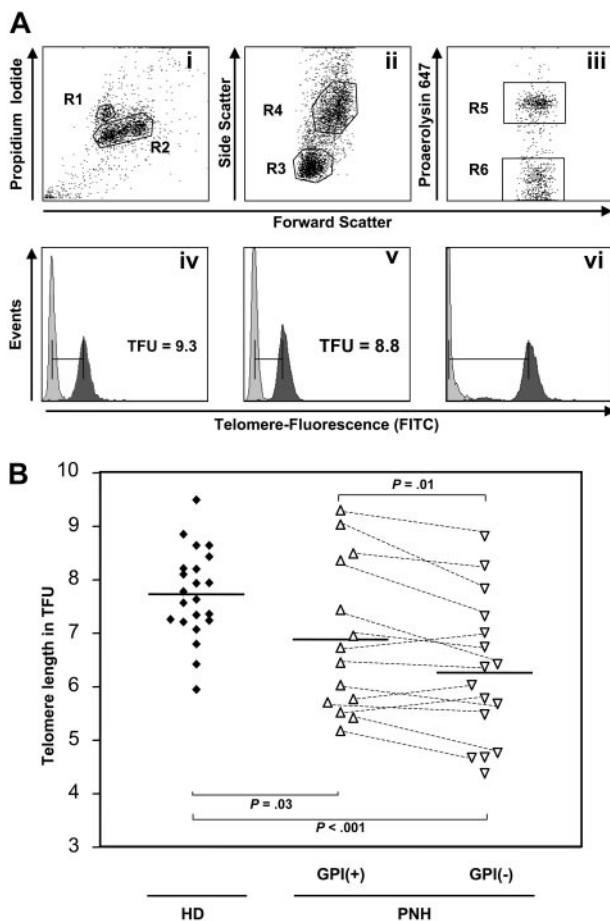 A
Propidium Iodide
i
R1
R2
Side Scatter
ii
R4
R3
Proaerolysin 647
iii
R5
R6
Forward Scatter
Events
iv
TFU = 9.3
v
TFU = 8.8
vi
Telomere-Fluorescence (FITC)
B
Telomere length in TFU
10
9
8
7
6
5
4
3
P = .01
P = .03
P < .001
GPI(+)
GPI(-)
HD
PNH